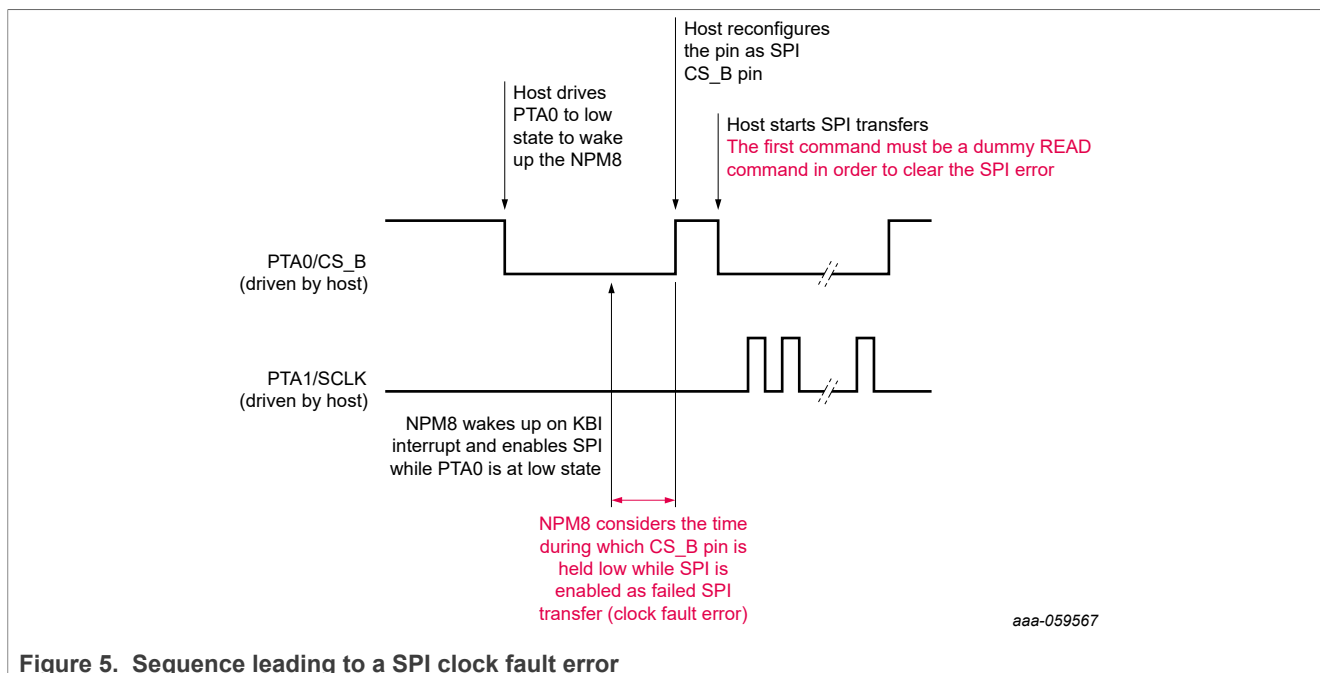 Host reconfigures
the pin as SPI
CS_B pin
Host drives
PTA0 to low
state to wake
up the NPM8
Host starts SPI transfers
The first command must be a dummy READ
command in order to clear the SPI error
PTA0/CS_B
(driven by host)
PTA1/SCLK
(driven by host)
NPM8 wakes up on KBI
interrupt and enables SPI
while PTA0 is at low state
NPM8 considers the time
during which CS_B pin is
held low while SPI is
enabled as failed SPI
transfer (clock fault error)
aaa-059567
Figure 5. Sequence leading to a SPI clock fault error